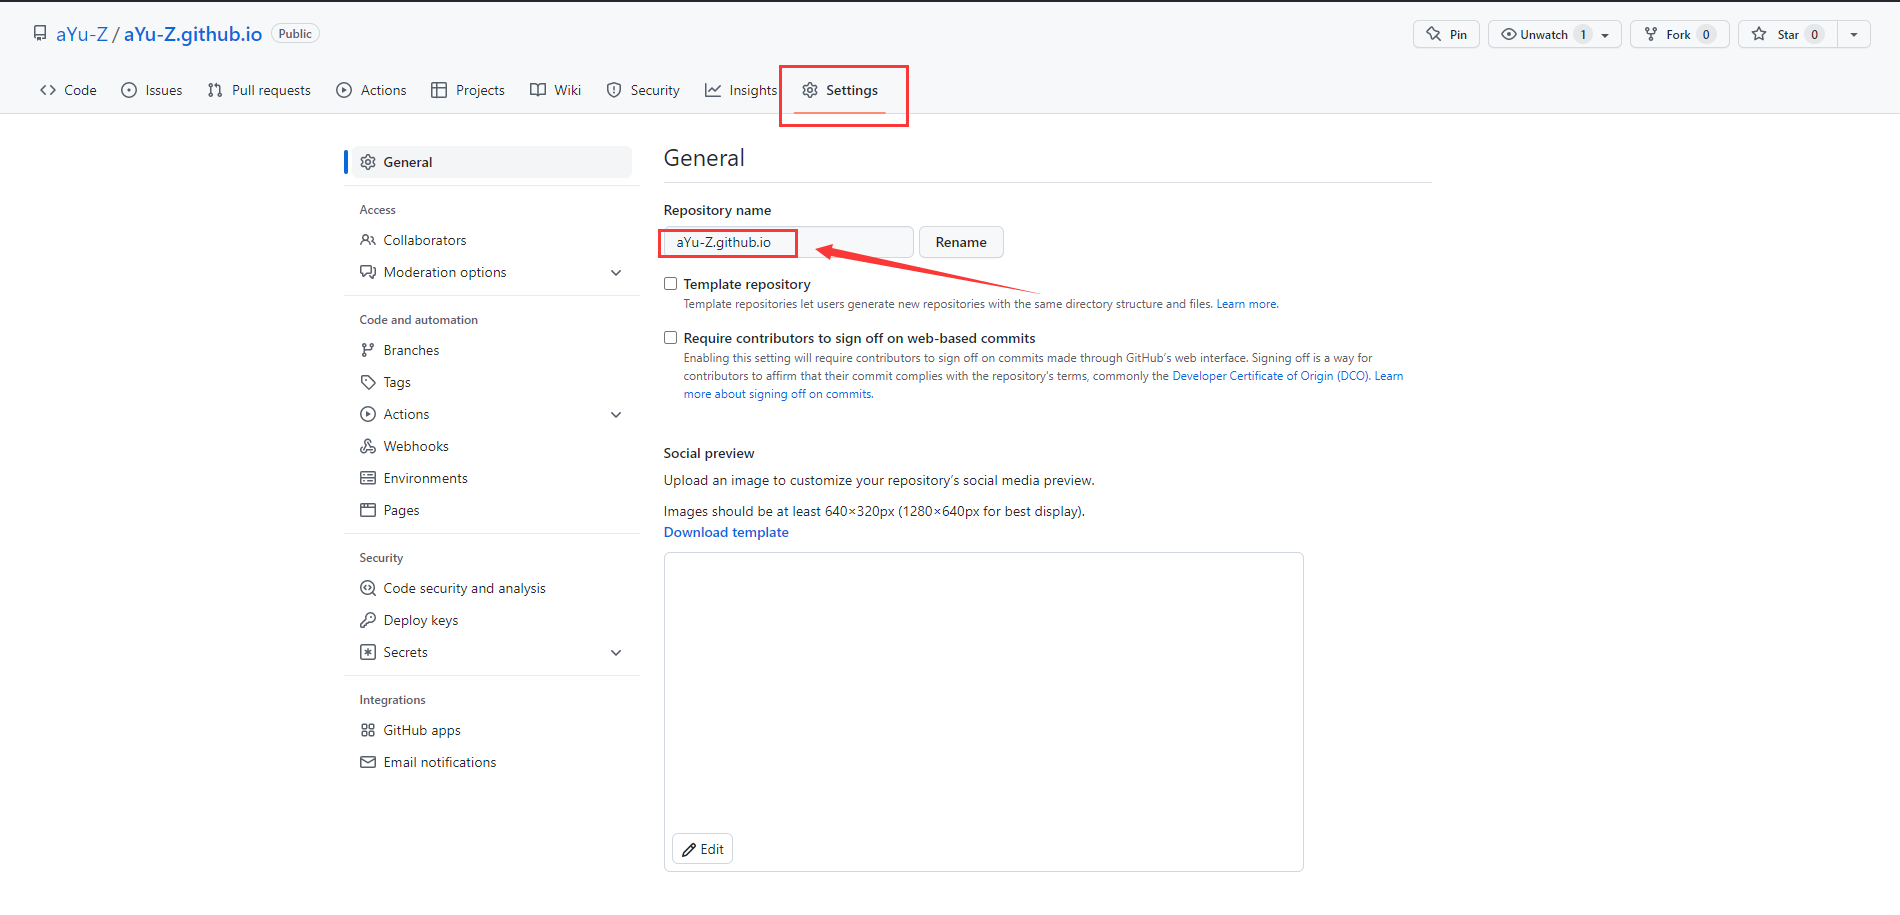 aYu-Z / aYu-Z.github.io Public
Pin Unwatch 1 Fork 0 Star 0
Code Issues Pull requests Actions Projects Wiki Security Insights Settings
General
Access
Collaborators
Moderation options
Code and automation
Branches
Tags
Actions
Webhooks
Environments
Pages
Security
Code security and analysis
Deploy keys
Secrets
Integrations
GitHub apps
Email notifications
General
Repository name
aYu-Z.github.io Rename
Template repository
Template repositories let users generate new repositories with the same directory structure and files. Learn more.
Require contributors to sign off on web-based commits
Enabling this setting will require contributors to sign off on commits made through GitHub's web interface. Signing off is a way for
contributors to affirm that their commit complies with the repository's terms, commonly the Developer Certificate of Origin (DCO). Learn
more about signing off on commits.
Social preview
Upload an image to customize your repository's social media preview.
Images should be at least 640×320px (1280×640px for best display).
Download template
Edit